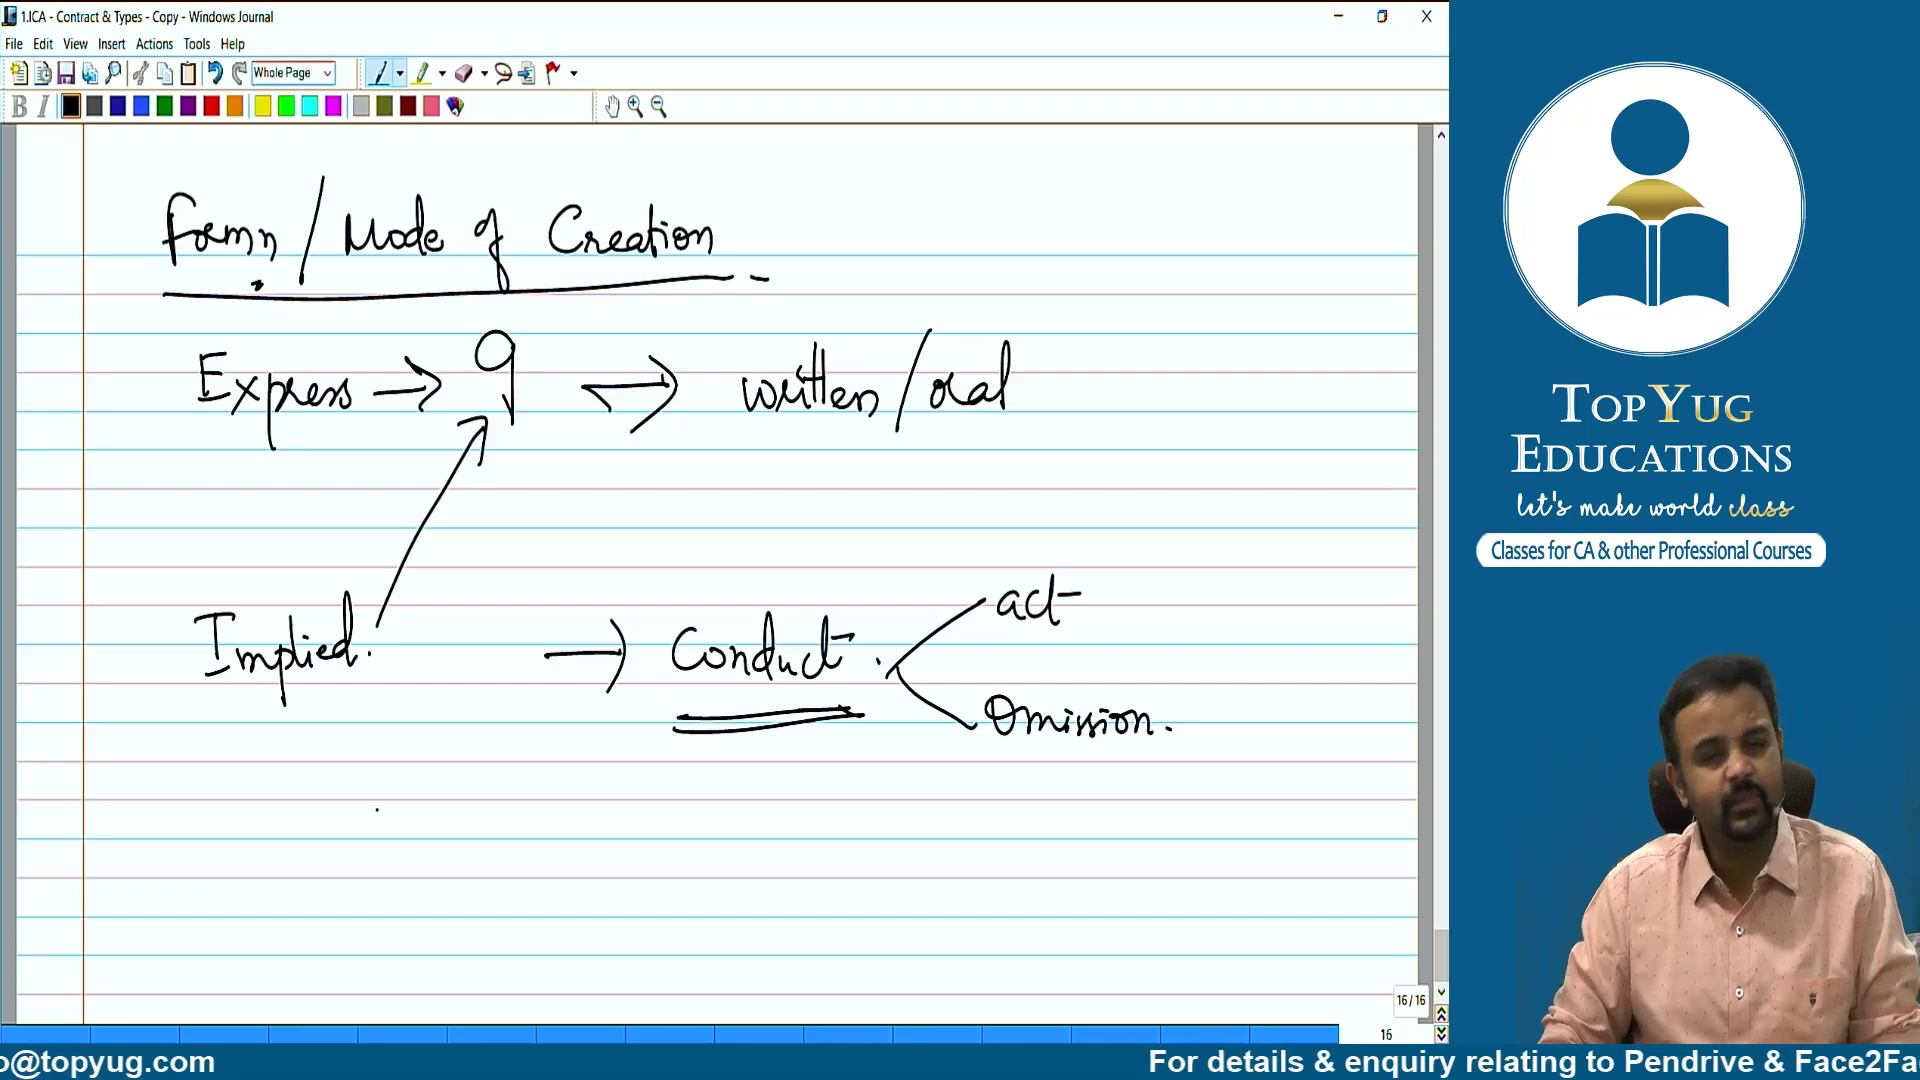 1.ICA - Contract & Types - Copy - Windows Journal
File Edit View Insert Actions Tools Help
Whole Page
B I
Formn / Mode of Creation
Express → 9 ⇔ written / oral
Implied. → Conduct. act
Omission.
16 / 16
16
TOPYUG
EDUCATIONS
let's make world class
Classes for CA & other Professional Courses
o@topyug.com
For details & enquiry relating to Pendrive & Face2Fa